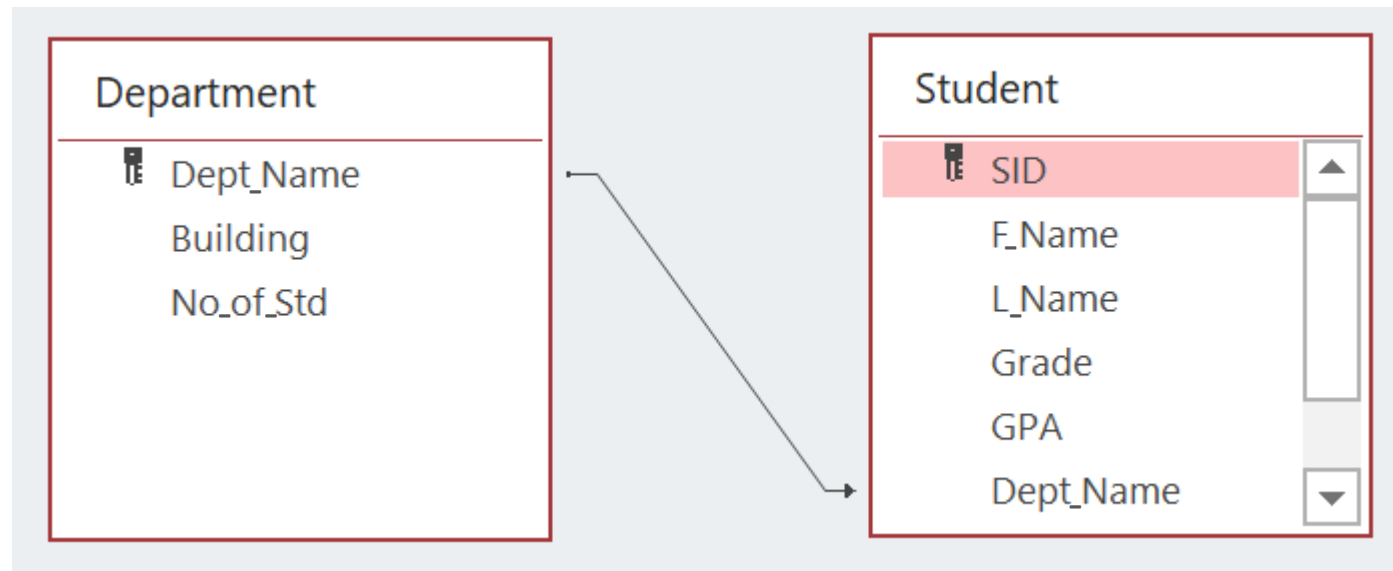 Department
Dept_Name
Building
No_of_Std
Student
SID
F_Name
L_Name
Grade
GPA
Dept_Name